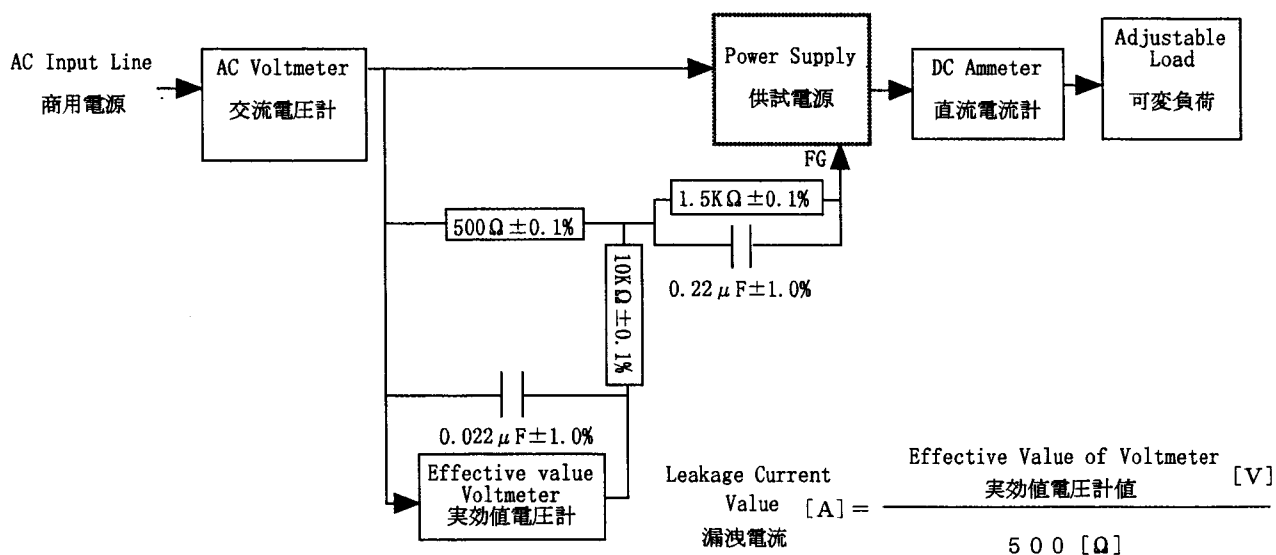 AC Input Line
商用電源
AC Voltmeter
交流電圧計
Power Supply
供試電源
FG
DC Ammeter
直流電流計
Adjustable
Load
可変負荷
500Ω±0.1%
1.5KΩ±0.1%
0.22μF±1.0%
10KΩ±0.1%
0.022μF±1.0%
Effective value
Voltmeter
実効値電圧計
Leakage Current
Value [A]=
漏洩電流
Effective Value of Voltmeter
実効値電圧計値 [V]
500[Ω]